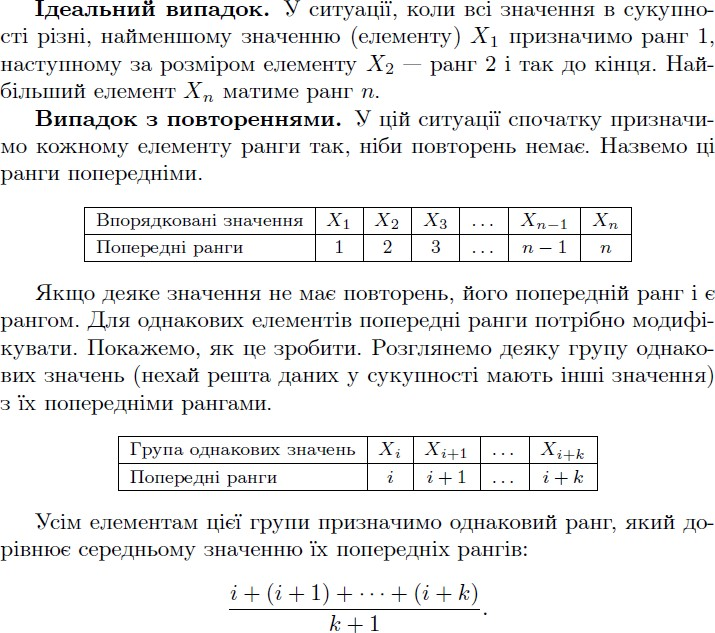 Ідеальний випадок. У ситуації, коли всі значення в сукупно-
сті різні, найменшому значенню (елементу) X₁ призначимо ранг 1,
наступному за розміром елементу X₂ — ранг 2 і так до кінця. Най-
більший елемент Xₙ матиме ранг n.
Випадок з повтореннями. У цій ситуації спочатку призначи-
мо кожному елементу ранги так, ніби повторень немає. Назвемо ці
ранги попередніми.
Впорядковані значення X₁ X₂ X₃ ... Xₙ₋₁ Xₙ
Попередні ранги 1 2 3 ... n − 1 n
Якщо деяке значення не має повторень, його попередній ранг і є
рангом. Для однакових елементів попередні ранги потрібно модифі-
кувати. Покажемо, як це зробити. Розглянемо деяку групу однако-
вих значень (нехай решта даних у сукупності мають інші значення)
з їх попередніми рангами.
Група однакових значень Xᵢ Xᵢ₊₁ ... Xᵢ₊ₖ
Попередні ранги i i + 1 ... i + k
Усім елементам цієї групи призначимо однаковий ранг, який до-
рівнює середньому значенню їх попередніх рангів:
i + (i + 1) + ··· + (i + k)
k + 1 .